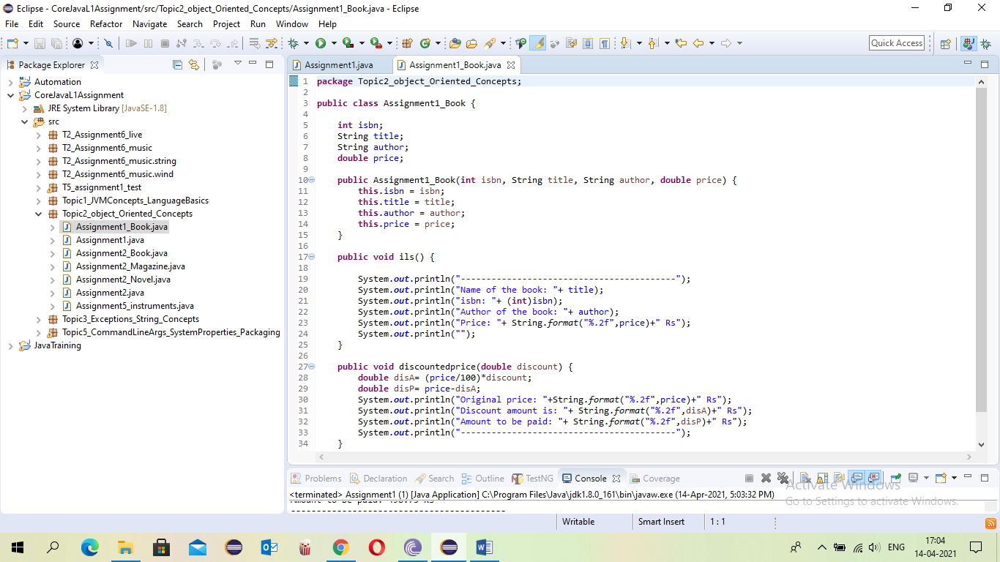 Eclipse - CoreJavaL1Assignment/src/Topic2_object_Oriented_Concepts/Assignment1_Book.java - Eclipse
File Edit Source Refactor Navigate Search Project Run Window Help
Quick Access
Package Explorer
Automation
CoreJavaL1Assignment
JRE System Library [JavaSE-1.8]
src
T2_Assignment6_live
T2_Assignment6_music
T2_Assignment6_music.string
T2_Assignment6_music.wind
T5_assignment1_test
Topic1_JVMConcepts_LanguageBasics
Topic2_object_Oriented_Concepts
Assignment1_Book.java
Assignment1.java
Assignment2_Book.java
Assignment2_Magazine.java
Assignment2_Novel.java
Assignment2.java
Assignment5_instruments.java
Topic3_Exceptions_String_Concepts
Topic5_CommandLineArgs_SystemProperties_Packaging
JavaTraining
Assignment1.java Assignment1_Book.java
1 package Topic2_object_Oriented_Concepts;
2
3 public class Assignment1_Book {
4
5 int isbn;
6 String title;
7 String author;
8 double price;
9
10 public Assignment1_Book(int isbn, String title, String author, double price) {
11 this.isbn = isbn;
12 this.title = title;
13 this.author = author;
14 this.price = price;
15 }
16
17 public void ils() {
18
19 System.out.println("------------------------------------------");
20 System.out.println("Name of the book: "+ title);
21 System.out.println("isbn: "+ (int)isbn);
22 System.out.println("Author of the book: "+ author);
23 System.out.println("Price: "+ String.format("%.2f",price)+" Rs");
24 System.out.println("");
25 }
26
27 public void discountedprice(double discount) {
28 double disA= (price/100)*discount;
29 double disP= price-disA;
30 System.out.println("Original price: "+String.format("%.2f",price)+" Rs");
31 System.out.println("Discount amount is: "+ String.format("%.2f",disA)+" Rs");
32 System.out.println("Amount to be paid: "+ String.format("%.2f",disP)+" Rs");
33 System.out.println("------------------------------------------");
34 }
Problems Declaration Search Outline TestNG Console Coverage
<terminated> Assignment1 (1) [Java Application] C:\Program Files\Java\jdk1.8.0_161\bin\javaw.exe (14-Apr-2021, 5:03:32 PM)
Amount to be paid:
------------------------------------------
Activate Windows
Go to Settings to activate Windows.
Writable Smart Insert 1 : 1
ENG
17:04
14-04-2021